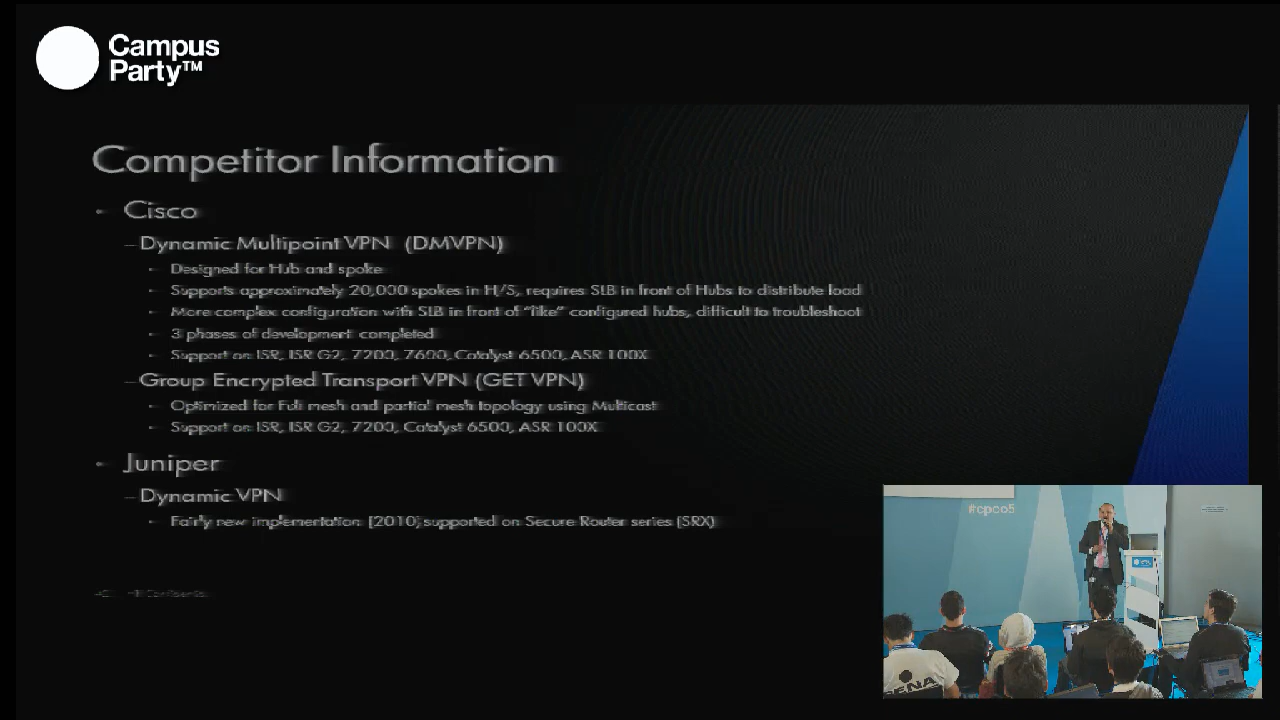 Campus
Party™
Competitor Information
- Cisco
– Dynamic Multipoint VPN (DMVPN)
- Designed for Hub and spoke
- Supports approximately 20,000 spokes in H/S, requires SLB in front of Hubs to distribute load
- More complex configuration with SLB in front of "like" configured hubs, difficult to troubleshoot
- 3 phases of development completed
- Support on ISR, ISR G2, 7200, 7600, Catalyst 6500, ASR 100X
– Group Encrypted Transport VPN (GET VPN)
- Optimized for Full mesh and partial mesh topology using Multicast
- Support on ISR, ISR G2, 7200, Catalyst 6500, ASR 100X
- Juniper
– Dynamic VPN
- Fairly new implementation (2010) supported on Secure Router series (SRX)
#cpco5
SENA